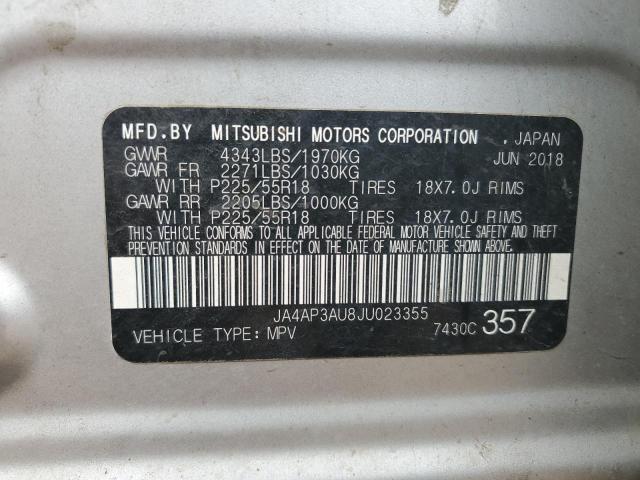 MFD.BY MITSUBISHI MOTORS CORPORATION , JAPAN
GVWR 4343LBS/1970KG JUN 2018
GAWR FR 2271LBS/1030KG
WITH P225/55R18 TIRES 18X7.0J RIMS
GAWR RR 2205LBS/1000KG
WITH P225/55R18 TIRES 18X7.0J RIMS
THIS VEHICLE CONFORMS TO ALL APPLICABLE FEDERAL MOTOR VEHICLE SAFETY AND THEFT
PREVENTION STANDARDS IN EFFECT ON THE DATE OF MANUFACTURE SHOWN ABOVE.
JA4AP3AU8JU023355
VEHICLE TYPE: MPV 7430C 357